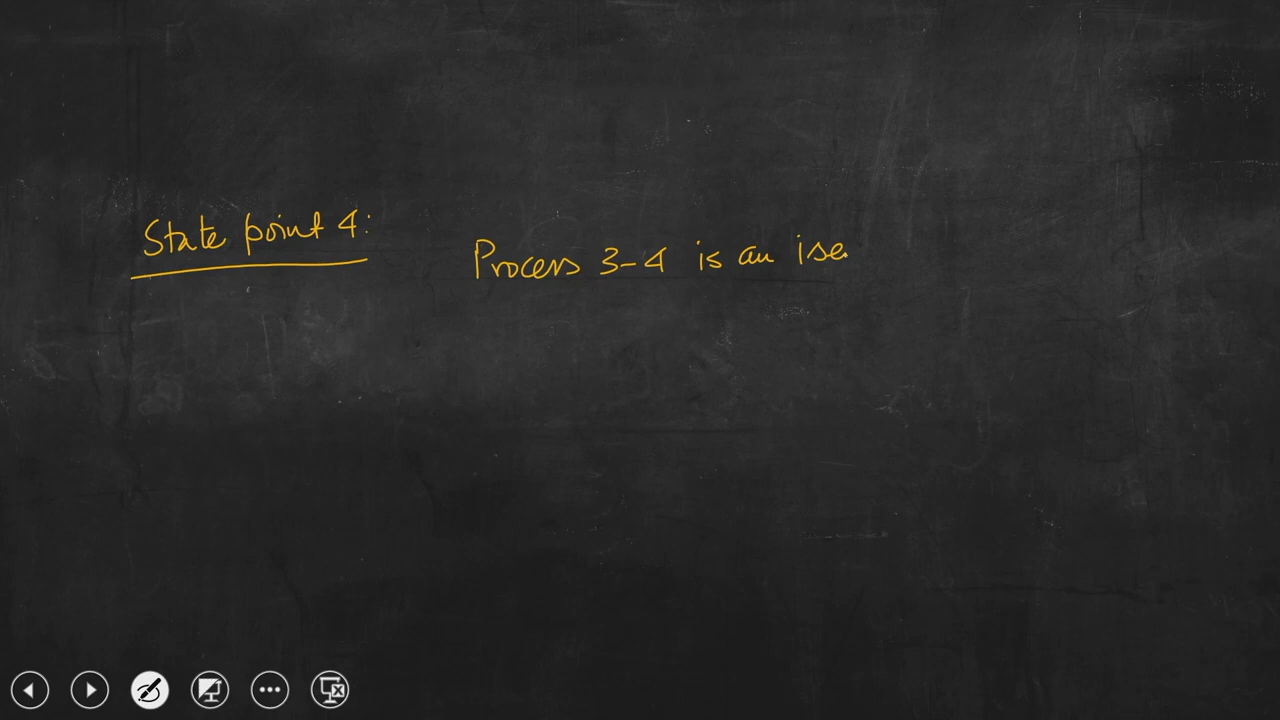 State point 4:
Process 3-4 is an ise